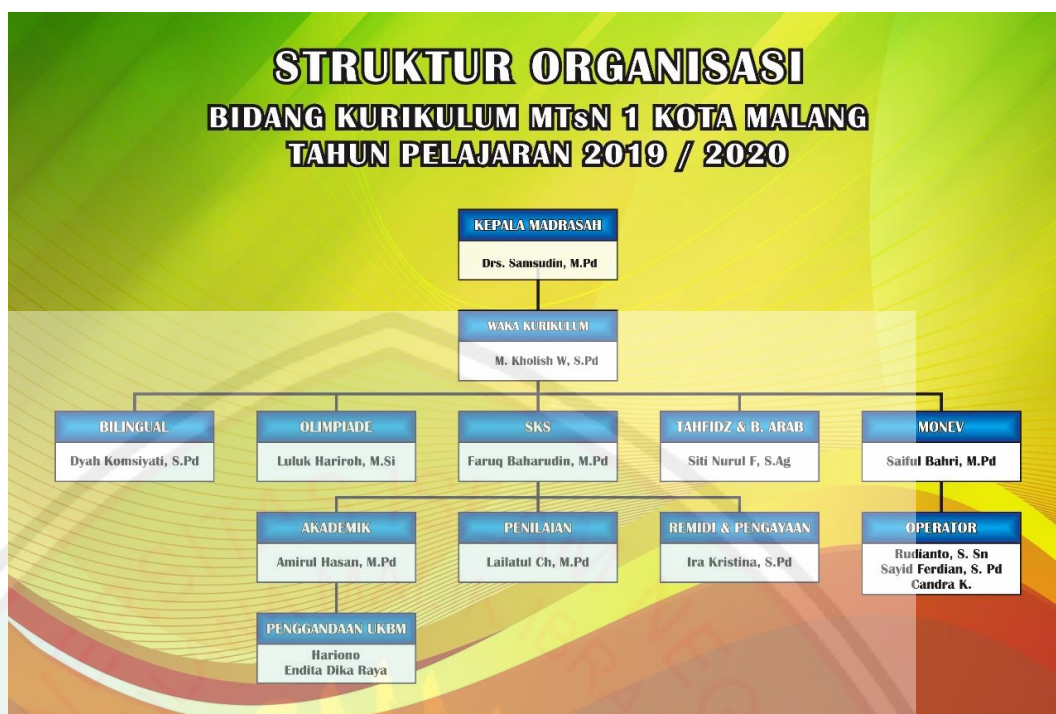 STRUKTUR ORGANISASI
BIDANG KURIKULUM MTsN 1 KOTA MALANG
TAHUN PELAJARAN 2019 / 2020
KEPALA MADRASAH
Drs. Samsudin, M.Pd
WAKA KURIKULUM
M. Kholish W, S.Pd
BILINGUAL
Dyah Komsiyati, S.Pd
OLIMPIADE
Luluk Hariroh, M.Si
SKS
Faruq Baharudin, M.Pd
TAHFIDZ & B. ARAB
Siti Nurul F, S.Ag
MONEV
Saiful Bahri, M.Pd
AKADEMIK
Amirul Hasan, M.Pd
PENILAIAN
Lailatul Ch, M.Pd
REMIDI & PENGAYAAN
Ira Kristina, S.Pd
OPERATOR
Rudianto, S. Sn
Sayid Ferdian, S. Pd
Candra K.
PENGGANDAAN UKBM
Hariono
Endita Dika Raya